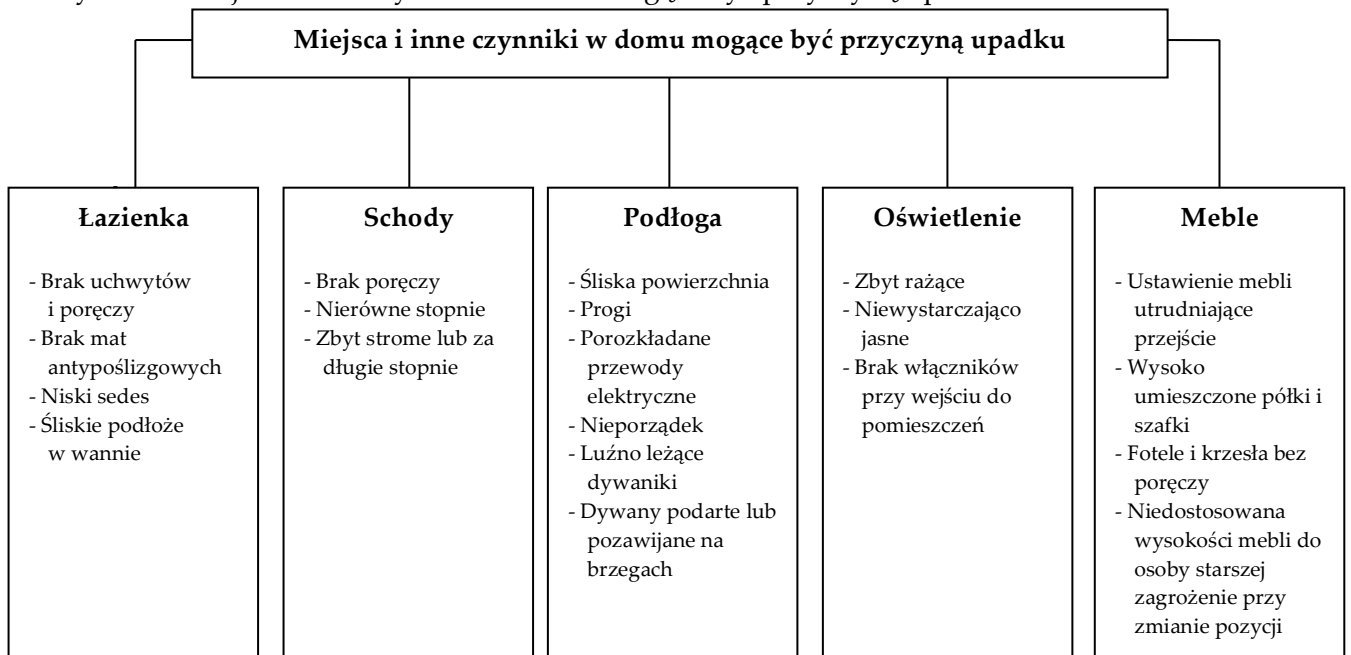 Miejsca i inne czynniki w domu mogące być przyczyną upadku
Łazienka
- Brak uchwytów
i poręczy
- Brak mat
antypoślizgowych
- Niski sedes
- Śliskie podłoże
w wannie
Schody
- Brak poręczy
- Nierówne stopnie
- Zbyt strome lub za
długie stopnie
Podłoga
- Śliska powierzchnia
- Progi
- Porozkładane
przewody
elektryczne
- Nieporządek
- Luźno leżące
dywaniki
- Dywany podarte lub
pozawijane na
brzegach
Oświetlenie
- Zbyt rażące
- Niewystarczająco
jasne
- Brak włączników
przy wejściu do
pomieszczeń
Meble
- Ustawienie mebli
utrudniające
przejście
- Wysoko
umieszczone półki i
szafki
- Fotele i krzesła bez
poręczy
- Niedostosowana
wysokości mebli do
osoby starszej
zagrożenie przy
zmianie pozycji